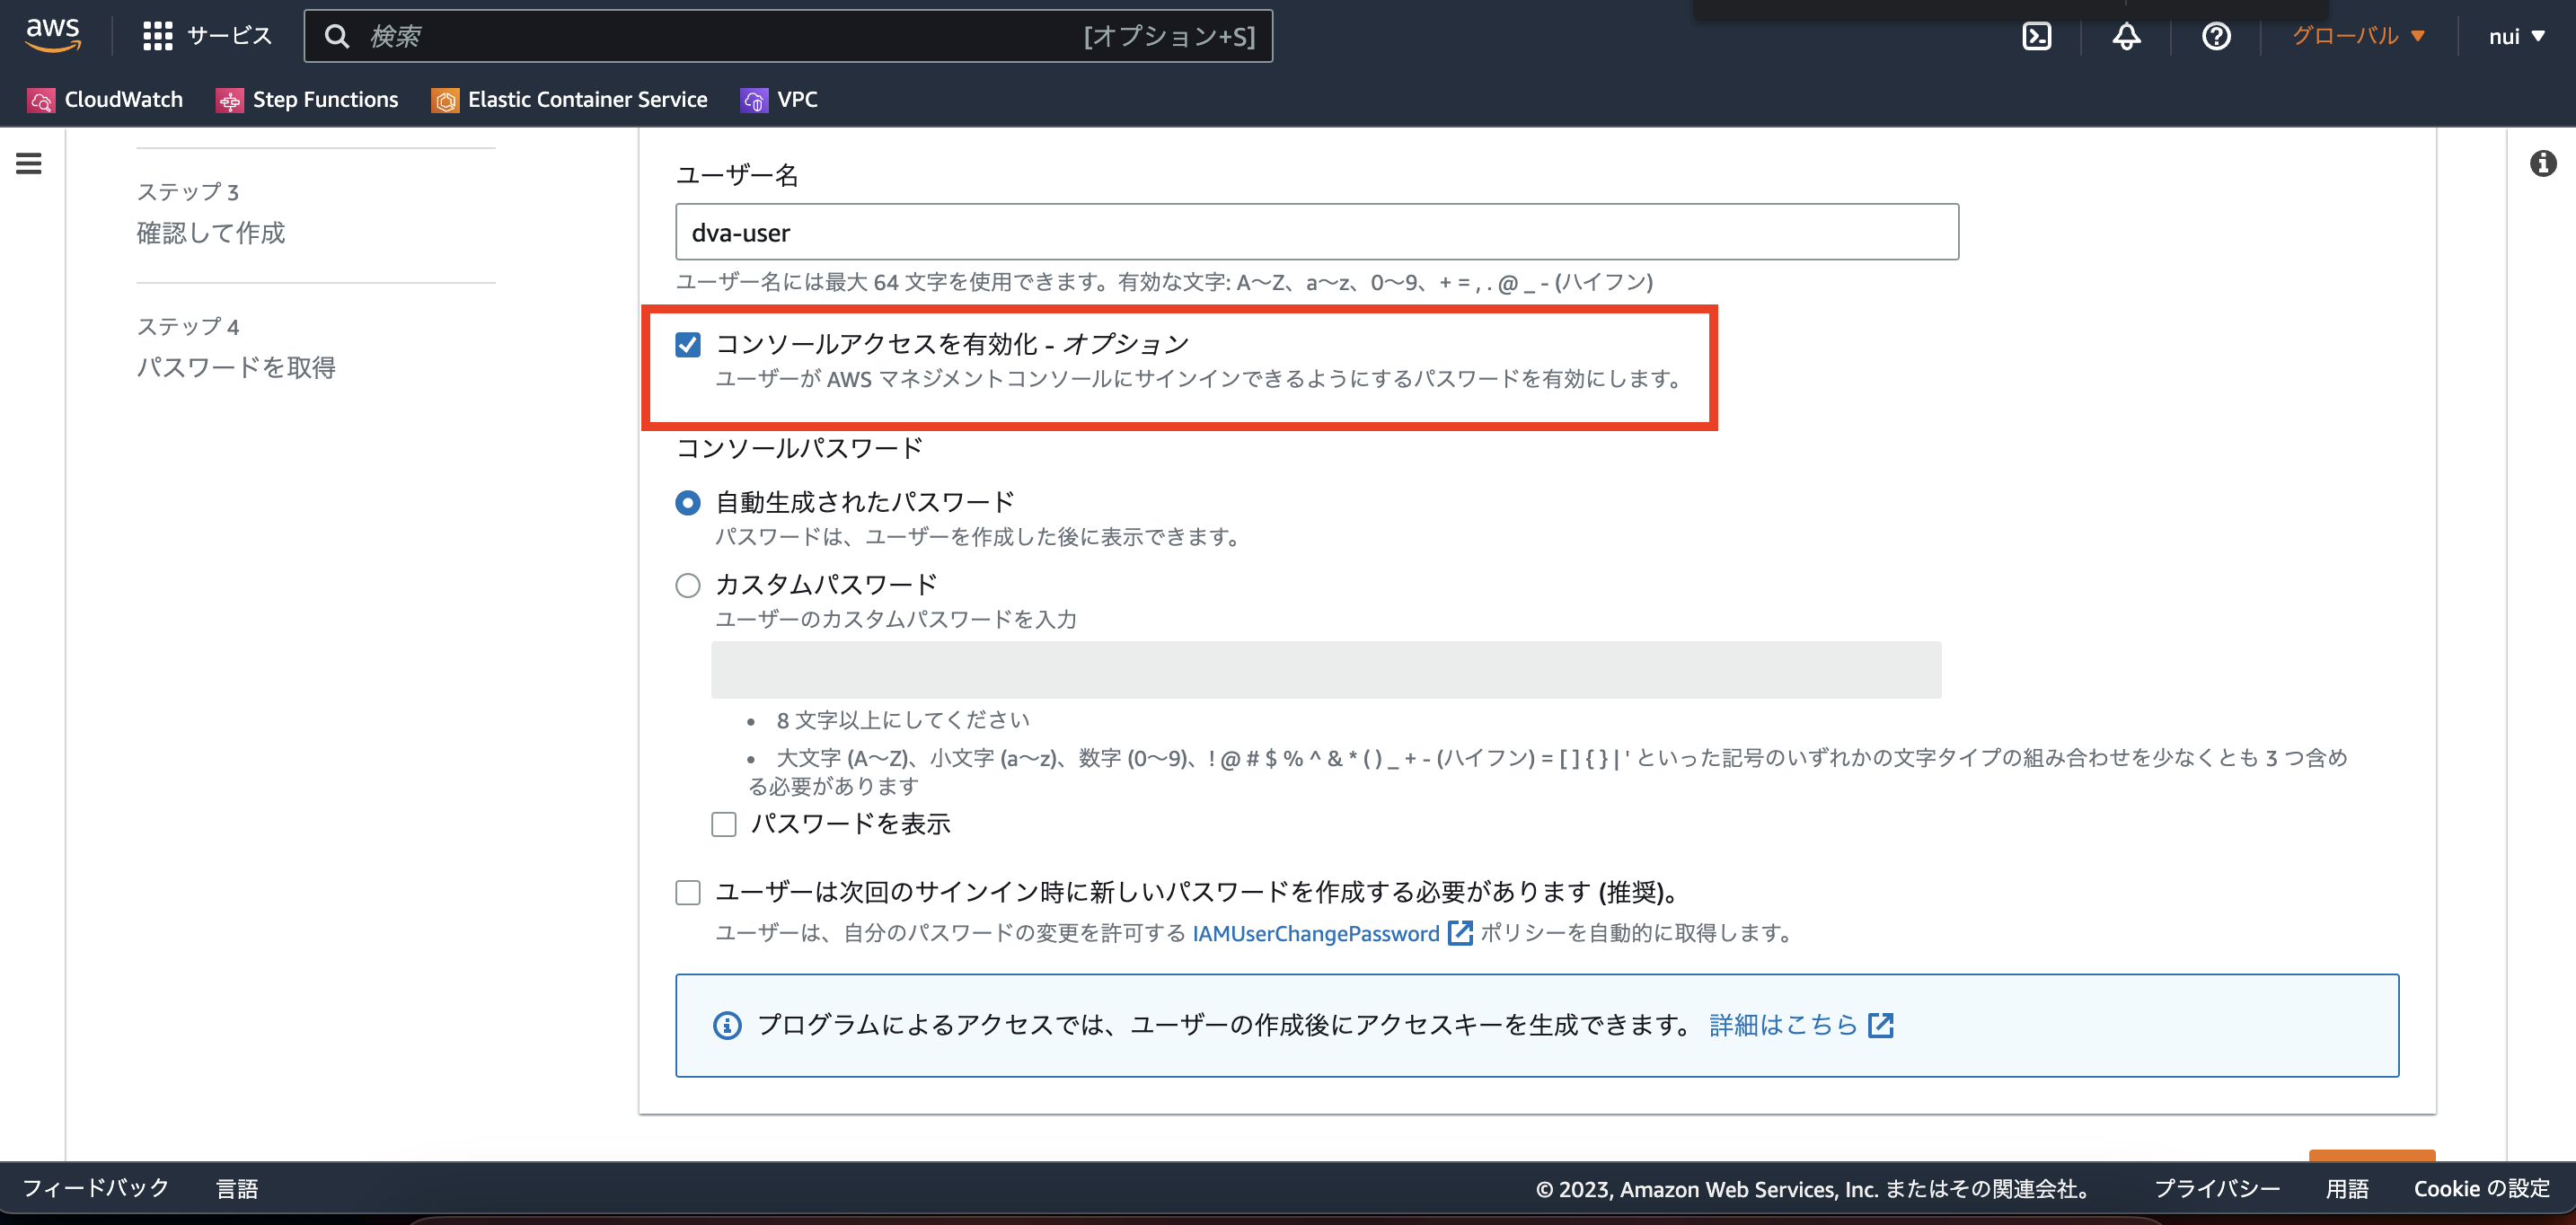 aws
サービス
検索
[オプション+S]
グローバル
nui
CloudWatch
Step Functions
Elastic Container Service
VPC
ステップ 3
確認して作成
ステップ 4
パスワードを取得
ユーザー名
dva-user
ユーザー名には最大 64 文字を使用できます。有効な文字: A〜Z、a〜z、0〜9、+ = , . @ _ - (ハイフン)
コンソールアクセスを有効化 - オプション
ユーザーが AWS マネジメントコンソールにサインインできるようにするパスワードを有効にします。
コンソールパスワード
自動生成されたパスワード
パスワードは、ユーザーを作成した後に表示できます。
カスタムパスワード
ユーザーのカスタムパスワードを入力
• 8 文字以上にしてください
• 大文字 (A〜Z)、小文字 (a〜z)、数字 (0〜9)、! @ # $ % ^ & * ( ) _ + - (ハイフン) = [ ] { } | ' といった記号のいずれかの文字タイプの組み合わせを少なくとも 3 つ含め
る必要があります
パスワードを表示
ユーザーは次回のサインイン時に新しいパスワードを作成する必要があります (推奨)。
ユーザーは、自分のパスワードの変更を許可する IAMUserChangePassword ポリシーを自動的に取得します。
プログラムによるアクセスでは、ユーザーの作成後にアクセスキーを生成できます。 詳細はこちら
フィードバック
言語
© 2023, Amazon Web Services, Inc. またはその関連会社。
プライバシー
用語
Cookie の設定